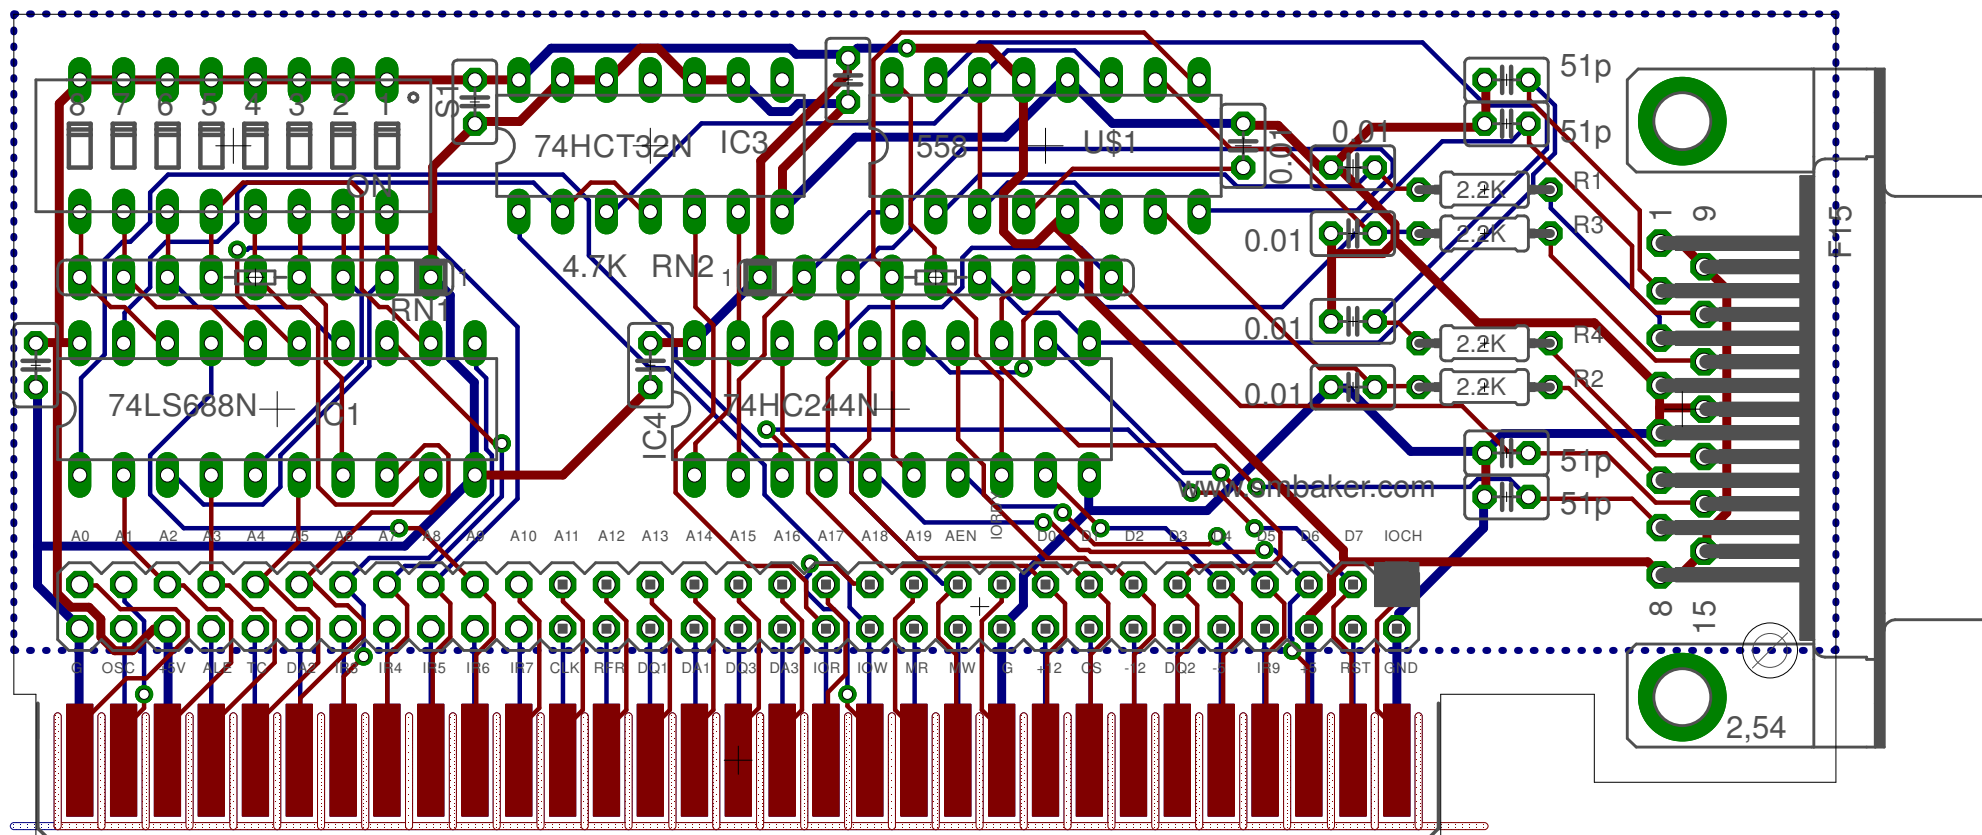 51p
51p
8 7 6 5 4 3 2 1
S1
74HCT32N
IC3
558
U$1
0.01
0.01
ON
2.2K
R1
0.01
2.2K
R3
1
9
F15
4.7K
RN2
1
1
RN1
0.01
2.2K
R4
0.01
2.2K
R2
74LS688N
IC1
IC4
74HC244N
51p
www.smbaker.com
51p
A0 A1 A2 A3 A4 A5 A6 A7 A8 A9 A10 A11 A12 A13 A14 A15 A16 A17 A18 A19 AEN IORDY D0 D1 D2 D3 D4 D5 D6 D7 IOCH
8
15
G OSC +5V ALE TC DA2 IR3 IR4 IR5 IR6 IR7 CLK RFR DQ1 DA1 DQ3 DA3 IOR IOW MR MW G +12 CS -12 DQ2 -5 IR9 +5 RST GND
2,54